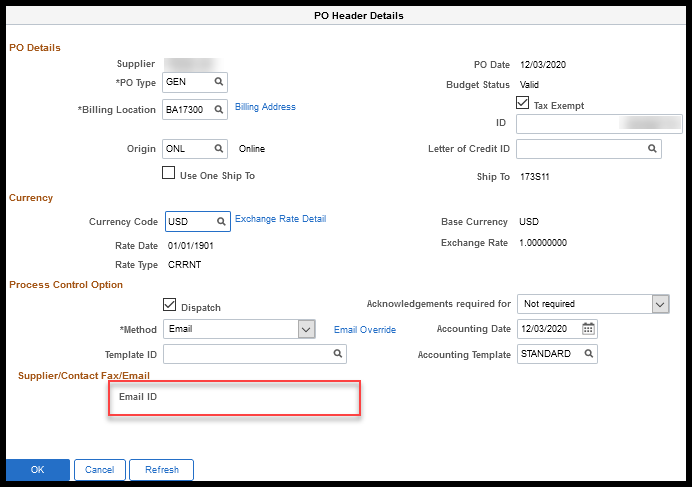 PO Header Details
PO Details
Supplier
PO Date 12/03/2020
*PO Type GEN
Budget Status Valid
*Billing Location BA17300 Billing Address
Tax Exempt
ID
Origin ONL Online
Letter of Credit ID
Use One Ship To
Ship To 173S11
Currency
Currency Code USD Exchange Rate Detail
Base Currency USD
Rate Date 01/01/1901
Exchange Rate 1.00000000
Rate Type CRRNT
Process Control Option
Dispatch
Acknowledgements required for Not required
*Method Email Email Override
Accounting Date 12/03/2020
Template ID
Accounting Template STANDARD
Supplier/Contact Fax/Email
Email ID
OK Cancel Refresh